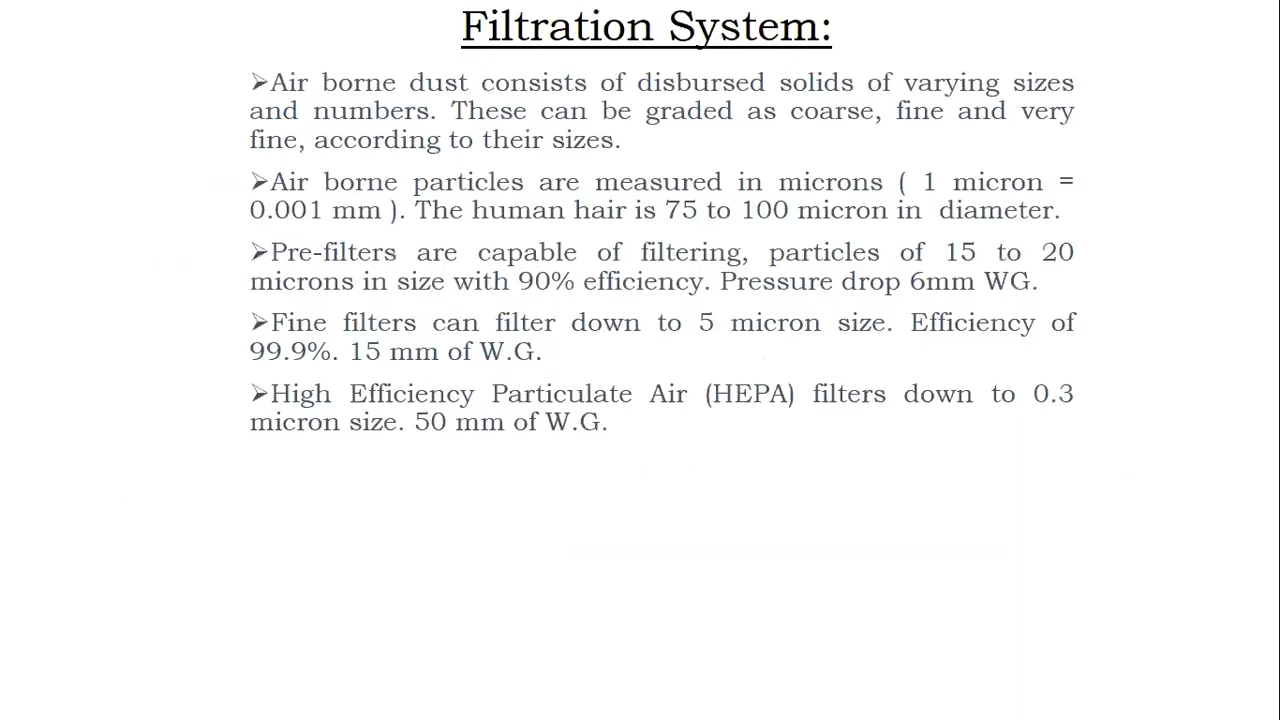 Filtration System:
➢Air borne dust consists of disbursed solids of varying sizes
and numbers. These can be graded as coarse, fine and very
fine, according to their sizes.
➢Air borne particles are measured in microns ( 1 micron =
0.001 mm ). The human hair is 75 to 100 micron in diameter.
➢Pre-filters are capable of filtering, particles of 15 to 20
microns in size with 90% efficiency. Pressure drop 6mm WG.
➢Fine filters can filter down to 5 micron size. Efficiency of
99.9%. 15 mm of W.G.
➢High Efficiency Particulate Air (HEPA) filters down to 0.3
micron size. 50 mm of W.G.